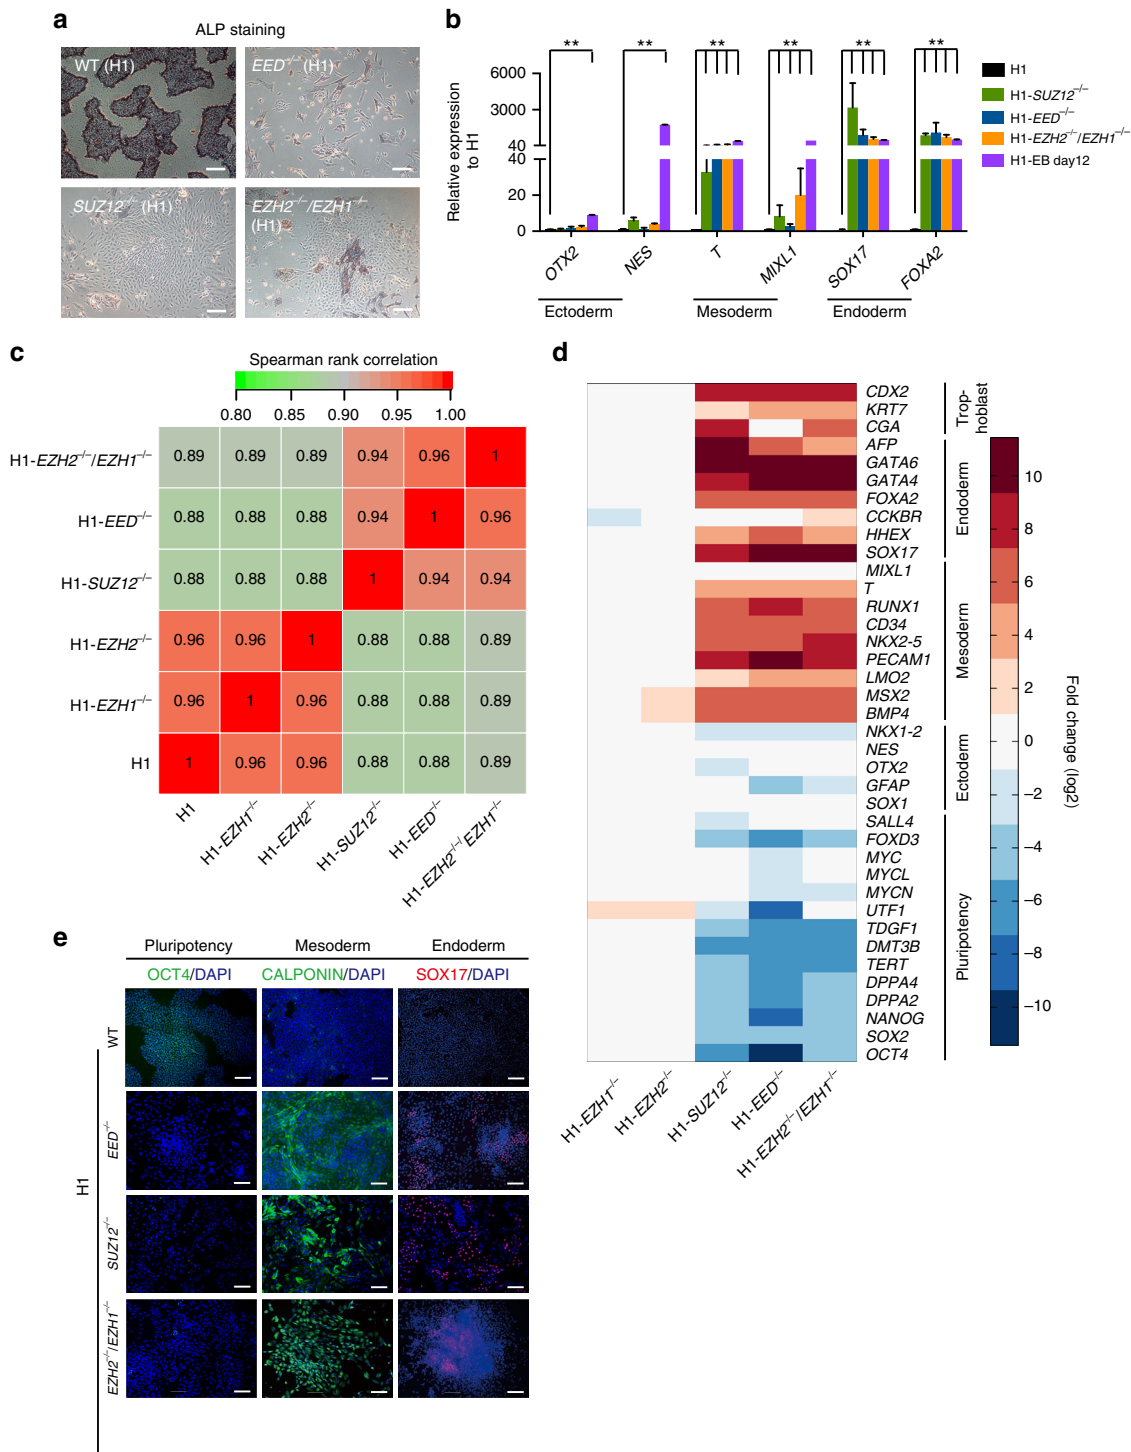 a
ALP staining
WT (H1)
EED–/– (H1)
SUZ12–/– (H1)
EZH2–/–/EZH1–/–
(H1)
b
** ** ** ** ** **
Relative expression
to H1
6000
3000
40
40
20
0
OTX2
NES
T
MIXL1
SOX17
FOXA2
Ectoderm
Mesoderm
Endoderm
H1
H1-SUZ12–/–
H1-EED–/–
H1-EZH2–/–/EZH1–/–
H1-EB day12
c
Spearman rank correlation
0.80 0.85 0.90 0.95 1.00
H1-EZH2–/–/EZH1–/– 0.89 0.89 0.89 0.94 0.96 1
H1-EED–/– 0.88 0.88 0.88 0.94 1 0.96
H1-SUZ12–/– 0.88 0.88 0.88 1 0.94 0.94
H1-EZH2–/– 0.96 0.96 1 0.88 0.88 0.89
H1-EZH1–/– 0.96 1 0.96 0.88 0.88 0.89
H1 1 0.96 0.96 0.88 0.88 0.89
H1
H1-EZH1–/–
H1-EZH2–/–
H1-SUZ12–/–
H1-EED–/–
H1-EZH2–/–/EZH1–/–
d
CDX2
KRT7
CGA
AFP
GATA6
GATA4
FOXA2
CCKBR
HHEX
SOX17
MIXL1
T
RUNX1
CD34
NKX2-5
PECAM1
LMO2
MSX2
BMP4
NKX1-2
NES
OTX2
GFAP
SOX1
SALL4
FOXD3
MYC
MYCL
MYCN
UTF1
TDGF1
DMT3B
TERT
DPPA4
DPPA2
NANOG
SOX2
OCT4
Trop-
hoblast
Endoderm
Mesoderm
Ectoderm
Pluripotency
10
8
6
4
2
0
−2
−4
−6
−8
−10
Fold change (log2)
H1-EZH1–/–
H1-EZH2–/–
H1-SUZ12–/–
H1-EED–/–
H1-EZH2–/–/EZH1–/–
e
Pluripotency Mesoderm Endoderm
OCT4/DAPI CALPONIN/DAPI SOX17/DAPI
H1
WT
EED–/–
SUZ12–/–
EZH2–/–/EZH1–/–